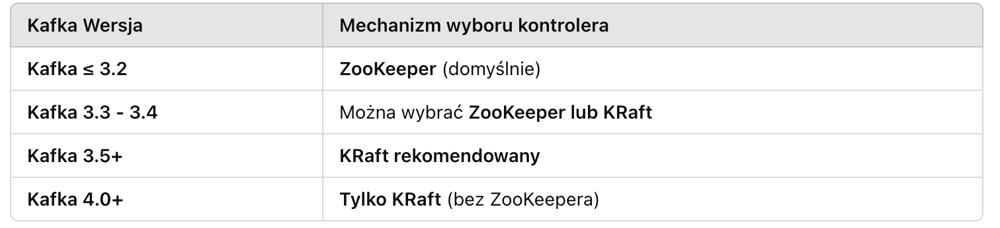 Kafka Wersja Mechanizm wyboru kontrolera
Kafka ≤ 3.2 ZooKeeper (domyślnie)
Kafka 3.3 - 3.4 Można wybrać ZooKeeper lub KRaft
Kafka 3.5+ KRaft rekomendowany
Kafka 4.0+ Tylko KRaft (bez ZooKeepera)